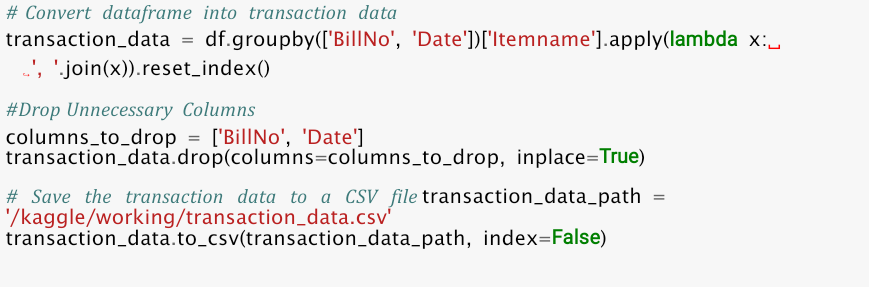 # Convert dataframe into transaction data
transaction_data = df.groupby(['BillNo', 'Date'])['Itemname'].apply(lambda x:␣
↪', '.join(x)).reset_index()
#Drop Unnecessary Columns
columns_to_drop = ['BillNo', 'Date']
transaction_data.drop(columns=columns_to_drop, inplace=True)
# Save the transaction data to a CSV file transaction_data_path =
'/kaggle/working/transaction_data.csv'
transaction_data.to_csv(transaction_data_path, index=False)